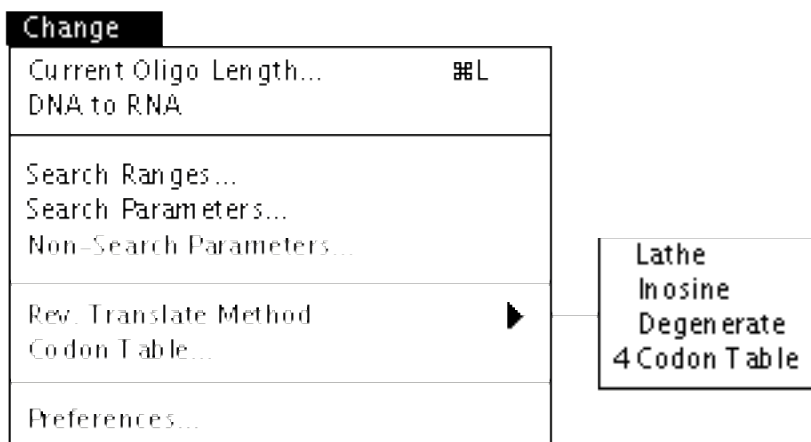 Change
Current Oligo Length... ⌘L
DNA to RNA
Search Ranges...
Search Parameters...
Non-Search Parameters...
Rev. Translate Method
Codon Table...
Preferences...
Lathe
Inosine
Degenerate
4 Codon Table